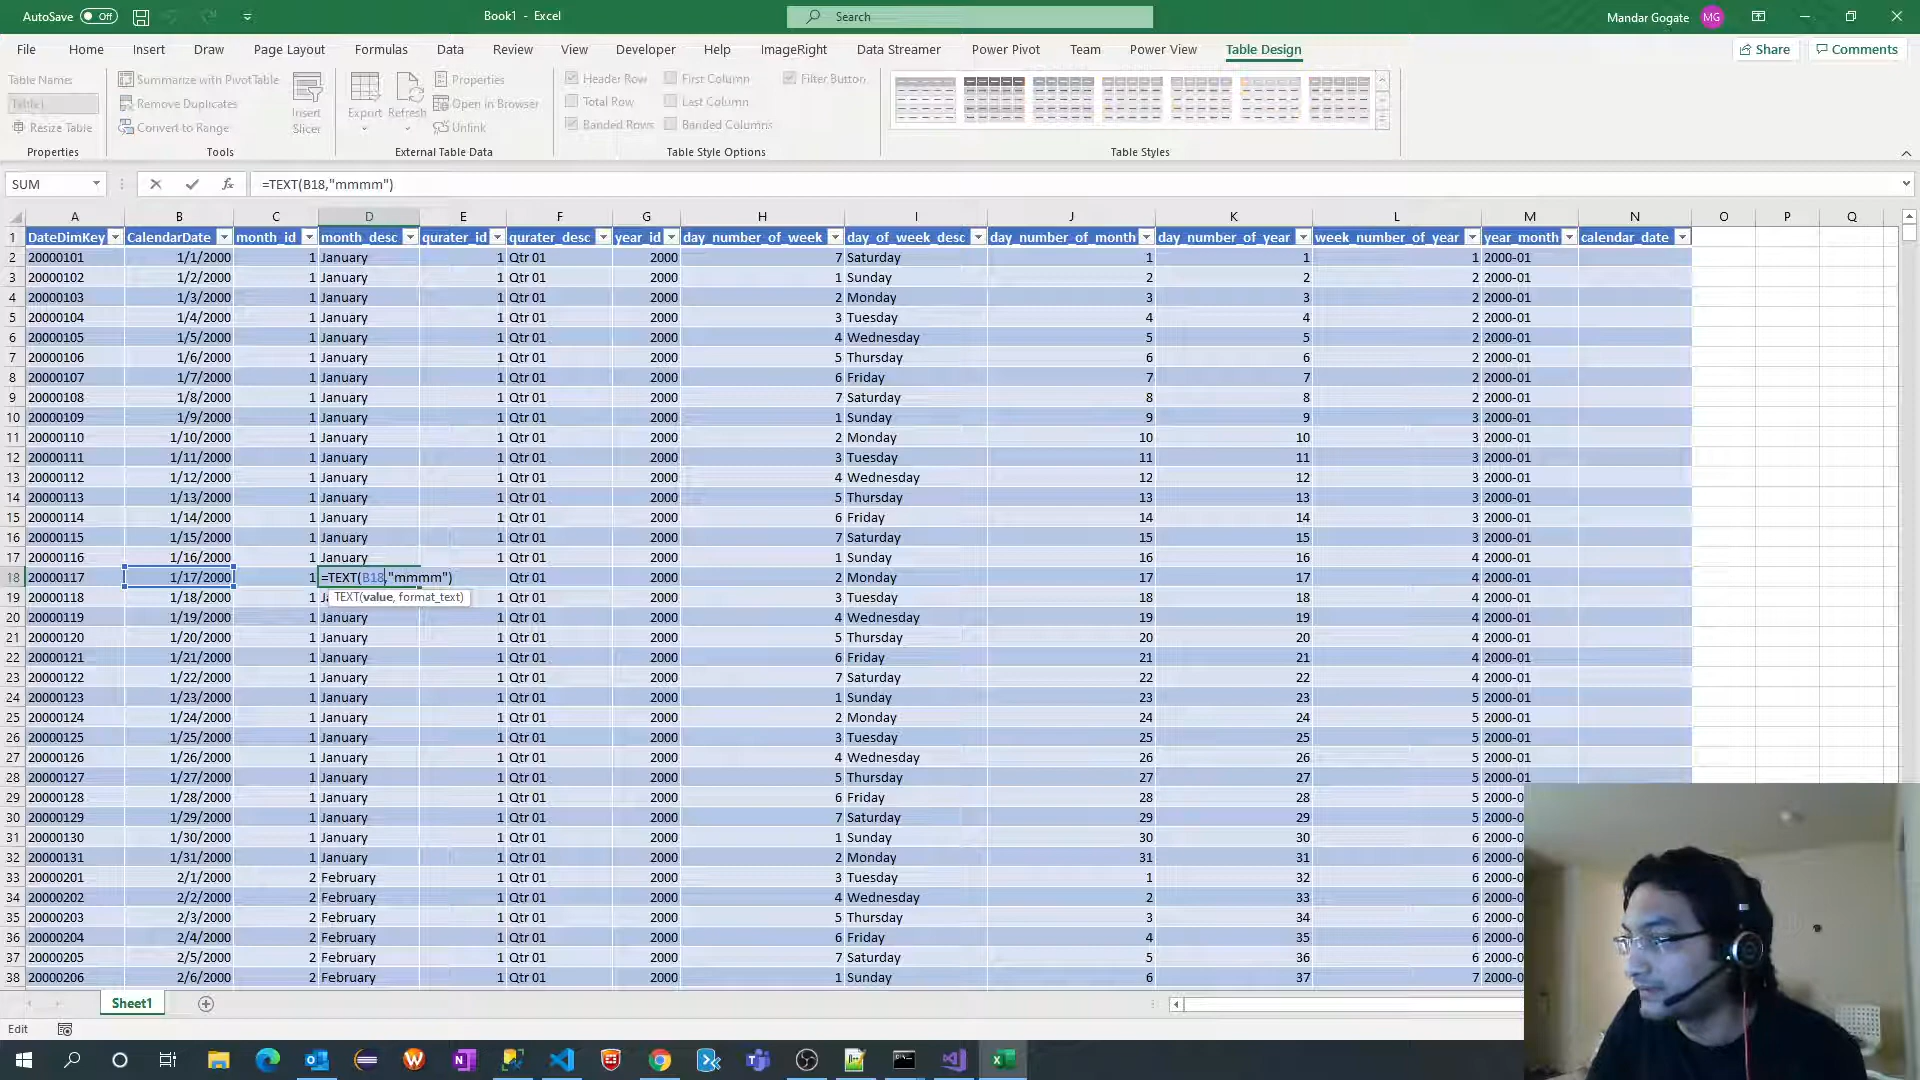 AutoSave Off
Book1 - Excel
Search
Mandar Gogate MG
File Home Insert Draw Page Layout Formulas Data Review View Developer Help ImageRight Data Streamer Power Pivot Team Power View Table Design Share Comments
Table Name:
Table1
Resize Table
Properties
Summarize with PivotTable
Remove Duplicates
Convert to Range
Insert Slicer
Tools
Export Refresh
Properties
Open in Browser
Unlink
External Table Data
Header Row First Column Filter Button
Total Row Last Column
Banded Rows Banded Columns
Table Style Options
Table Styles
SUM fx =TEXT(B18,"mmmm")
A B C D E F G H I J K L M N O P Q
1 DateDimKey CalendarDate month_id month_desc qurater_id qurater_desc year_id day_number_of_week day_of_week_desc day_number_of_month day_number_of_year week_number_of_year year_month calendar_date
2 20000101 1/1/2000 1 January 1 Qtr 01 2000 7 Saturday 1 1 1 2000-01
3 20000102 1/2/2000 1 January 1 Qtr 01 2000 1 Sunday 2 2 2 2000-01
4 20000103 1/3/2000 1 January 1 Qtr 01 2000 2 Monday 3 3 2 2000-01
5 20000104 1/4/2000 1 January 1 Qtr 01 2000 3 Tuesday 4 4 2 2000-01
6 20000105 1/5/2000 1 January 1 Qtr 01 2000 4 Wednesday 5 5 2 2000-01
7 20000106 1/6/2000 1 January 1 Qtr 01 2000 5 Thursday 6 6 2 2000-01
8 20000107 1/7/2000 1 January 1 Qtr 01 2000 6 Friday 7 7 2 2000-01
9 20000108 1/8/2000 1 January 1 Qtr 01 2000 7 Saturday 8 8 2 2000-01
10 20000109 1/9/2000 1 January 1 Qtr 01 2000 1 Sunday 9 9 3 2000-01
11 20000110 1/10/2000 1 January 1 Qtr 01 2000 2 Monday 10 10 3 2000-01
12 20000111 1/11/2000 1 January 1 Qtr 01 2000 3 Tuesday 11 11 3 2000-01
13 20000112 1/12/2000 1 January 1 Qtr 01 2000 4 Wednesday 12 12 3 2000-01
14 20000113 1/13/2000 1 January 1 Qtr 01 2000 5 Thursday 13 13 3 2000-01
15 20000114 1/14/2000 1 January 1 Qtr 01 2000 6 Friday 14 14 3 2000-01
16 20000115 1/15/2000 1 January 1 Qtr 01 2000 7 Saturday 15 15 3 2000-01
17 20000116 1/16/2000 1 January 1 Qtr 01 2000 1 Sunday 16 16 4 2000-01
18 20000117 1/17/2000 1 =TEXT(B18,"mmmm") Qtr 01 2000 2 Monday 17 17 4 2000-01
TEXT(value, format_text)
19 20000118 1/18/2000 1 1 Qtr 01 2000 3 Tuesday 18 18 4 2000-01
20 20000119 1/19/2000 1 January 1 Qtr 01 2000 4 Wednesday 19 19 4 2000-01
21 20000120 1/20/2000 1 January 1 Qtr 01 2000 5 Thursday 20 20 4 2000-01
22 20000121 1/21/2000 1 January 1 Qtr 01 2000 6 Friday 21 21 4 2000-01
23 20000122 1/22/2000 1 January 1 Qtr 01 2000 7 Saturday 22 22 4 2000-01
24 20000123 1/23/2000 1 January 1 Qtr 01 2000 1 Sunday 23 23 5 2000-01
25 20000124 1/24/2000 1 January 1 Qtr 01 2000 2 Monday 24 24 5 2000-01
26 20000125 1/25/2000 1 January 1 Qtr 01 2000 3 Tuesday 25 25 5 2000-01
27 20000126 1/26/2000 1 January 1 Qtr 01 2000 4 Wednesday 26 26 5 2000-01
28 20000127 1/27/2000 1 January 1 Qtr 01 2000 5 Thursday 27 27 5 2000-01
29 20000128 1/28/2000 1 January 1 Qtr 01 2000 6 Friday 28 28 5 2000-0
30 20000129 1/29/2000 1 January 1 Qtr 01 2000 7 Saturday 29 29 5 2000-0
31 20000130 1/30/2000 1 January 1 Qtr 01 2000 1 Sunday 30 30 6 2000-0
32 20000131 1/31/2000 1 January 1 Qtr 01 2000 2 Monday 31 31 6 2000-0
33 20000201 2/1/2000 2 February 1 Qtr 01 2000 3 Tuesday 1 32 6 2000-0
34 20000202 2/2/2000 2 February 1 Qtr 01 2000 4 Wednesday 2 33 6 2000-0
35 20000203 2/3/2000 2 February 1 Qtr 01 2000 5 Thursday 3 34 6 2000-0
36 20000204 2/4/2000 2 February 1 Qtr 01 2000 6 Friday 4 35 6 2000-0
37 20000205 2/5/2000 2 February 1 Qtr 01 2000 7 Saturday 5 36 6 2000-0
38 20000206 2/6/2000 2 February 1 Qtr 01 2000 1 Sunday 6 37 7 2000-0
Sheet1
Edit